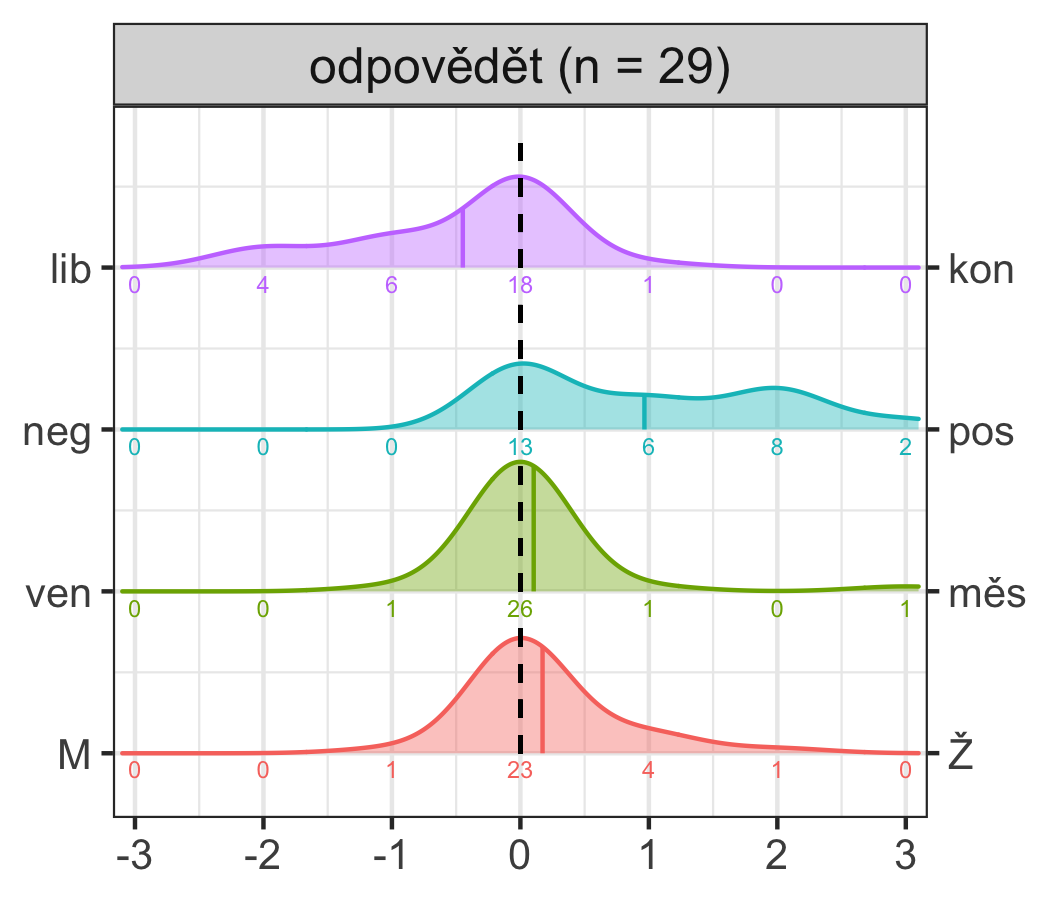 odpovědět (n = 29)
lib kon
0 4 6 18 1 0 0
neg pos
0 0 0 13 6 8 2
ven měs
0 0 1 26 1 0 1
M Ž
0 0 1 23 4 1 0
-3 -2 -1 0 1 2 3